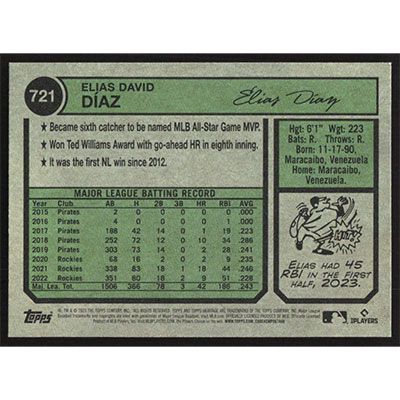 721
ELIAS DAVID
DÍAZ
Elias Díaz
★ Became sixth catcher to be named MLB All-Star Game MVP.
★ Won Ted Williams Award with go-ahead HR in eighth inning.
★ It was the first NL win since 2012.
Hgt: 6'1" Wgt: 223
Bats: R. Throws: R.
Born: 11-17-90.
Maracaibo, Venezuela
Home: Maracaibo,
Venezuela.
MAJOR LEAGUE BATTING RECORD
Year Club AB H 2B 3B HR RBI AVG.
2015 Pirates 2 0 0 0 0 0 .000
2016 Pirates 4 0 0 0 0 1 .000
2017 Pirates 188 42 14 0 1 19 .223
2018 Pirates 252 72 12 0 10 34 .286
2019 Pirates 303 73 14 0 2 28 .241
2020 Rockies 68 16 2 0 2 9 .235
2021 Rockies 338 83 18 1 18 44 .246
2022 Rockies 351 80 18 2 9 51 .228
Maj. Lea. Tot. 1506 366 78 3 42 186 .243
ELIAS HAD 45
RBI IN THE FIRST
HALF, 2023.
Topps
MLB
PLAYERS